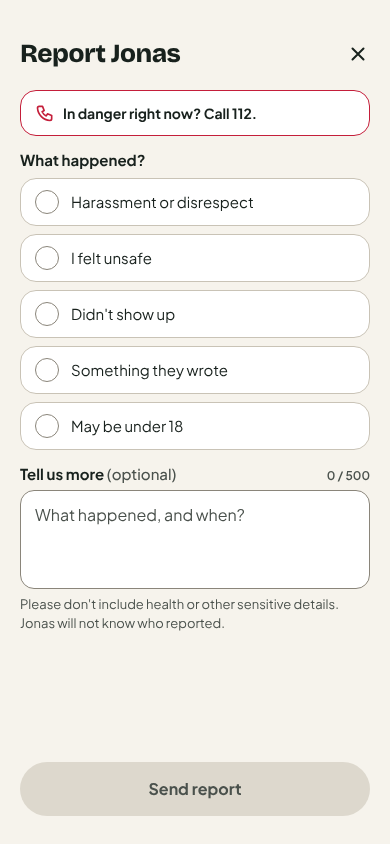 Report Jonas
In danger right now? Call 112.
What happened?
Harassment or disrespect
I felt unsafe
Didn't show up
Something they wrote
May be under 18
Tell us more (optional) 0 / 500
What happened, and when?
Please don't include health or other sensitive details.
Jonas will not know who reported.
Send report